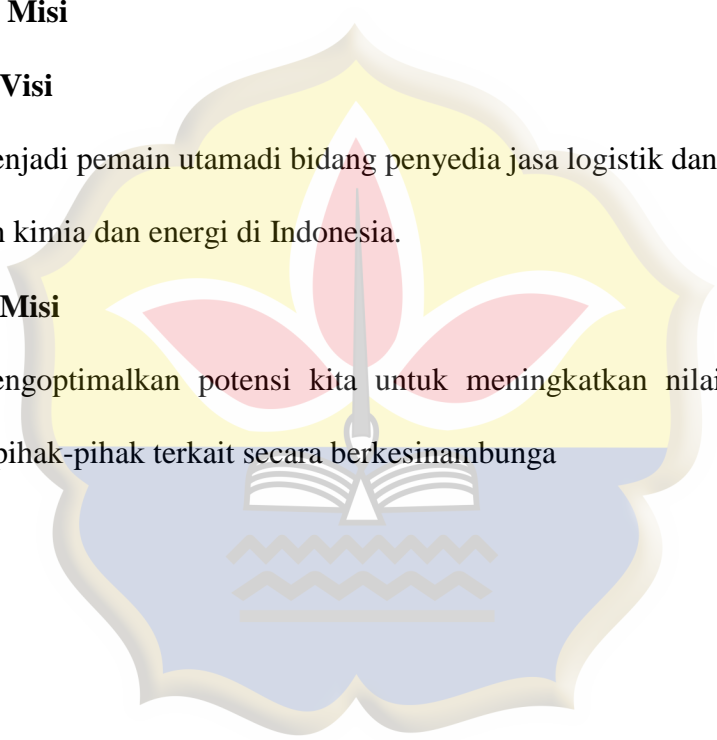 Misi
Visi
enjadi pemain utamadi bidang penyedia jasa logistik dan
kimia dan energi di Indonesia.
Misi
engoptimalkan potensi kita untuk meningkatkan nilai
pihak-pihak terkait secara berkesinambunga